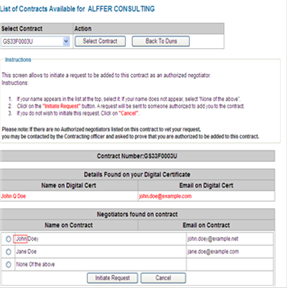 List of Contracts Available for ALFFER CONSULTING
Select Contract Action
GS33F0003U Select Contract Back To Duns
Instructions
This screen allows to initiate a request to be added to this contract as an authorized negotiator.
Instructions:
1. If your name appears in the list at the top, select it. If your name does not appear, select "None of the above".
2. Click on the "Initiate Request" button. A request will be sent to someone authorized to add you to the contract.
3. If you do not wish to initiate this request, Click on "Cancel".
Please note: if there are no Authorized negotiators listed on this contract to vet your request,
you may be contacted by the Contracting officer and asked to prove that you are authorized to be added to this contract.
Contract Number:GS33F0003U
Details Found on your Digital Certificate
Name on Digital Cert Email on Digital Cert
John Q Doe john.doe@example.com
Negotiators found on contract
Name on Contract Email on Contract
John Doey john.doey@example.net
Jane Doe jane.doe@example.com
None Of the above
Initiate Request Cancel